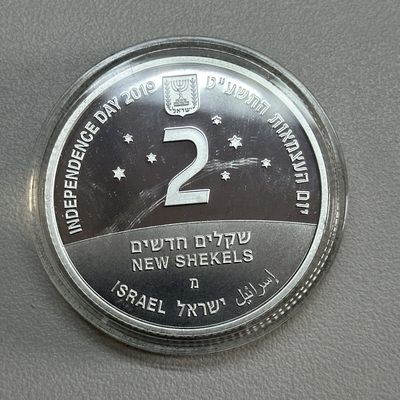 INDEPENDENCE DAY 2019
יום העצמאות התשע"ט
ישראל
2
שקלים חדשים
NEW SHEKELS
מ
ISRAEL ישראל إسرائيل